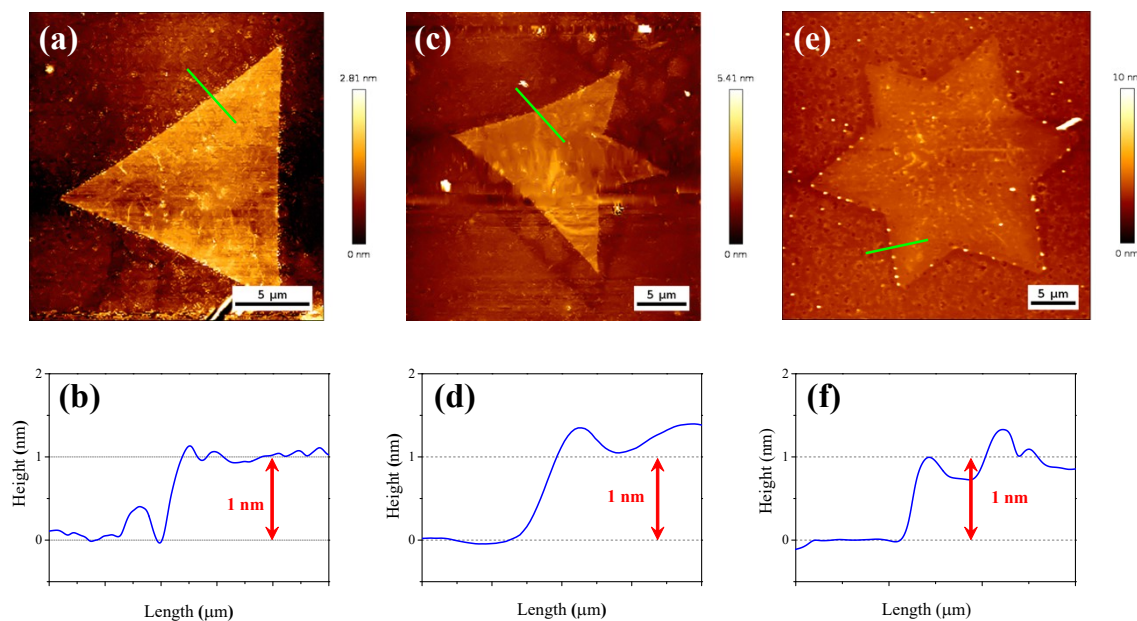 (a)
2.81 nm
0 nm
5 μm
(c)
5.41 nm
0 nm
5 μm
(e)
10 nm
0 nm
5 μm
(b)
Height (nm)
2
1
0
1 nm
Length (μm)
(d)
Height (nm)
2
1
0
1 nm
Length (μm)
(f)
Height (nm)
2
1
0
1 nm
Length (μm)